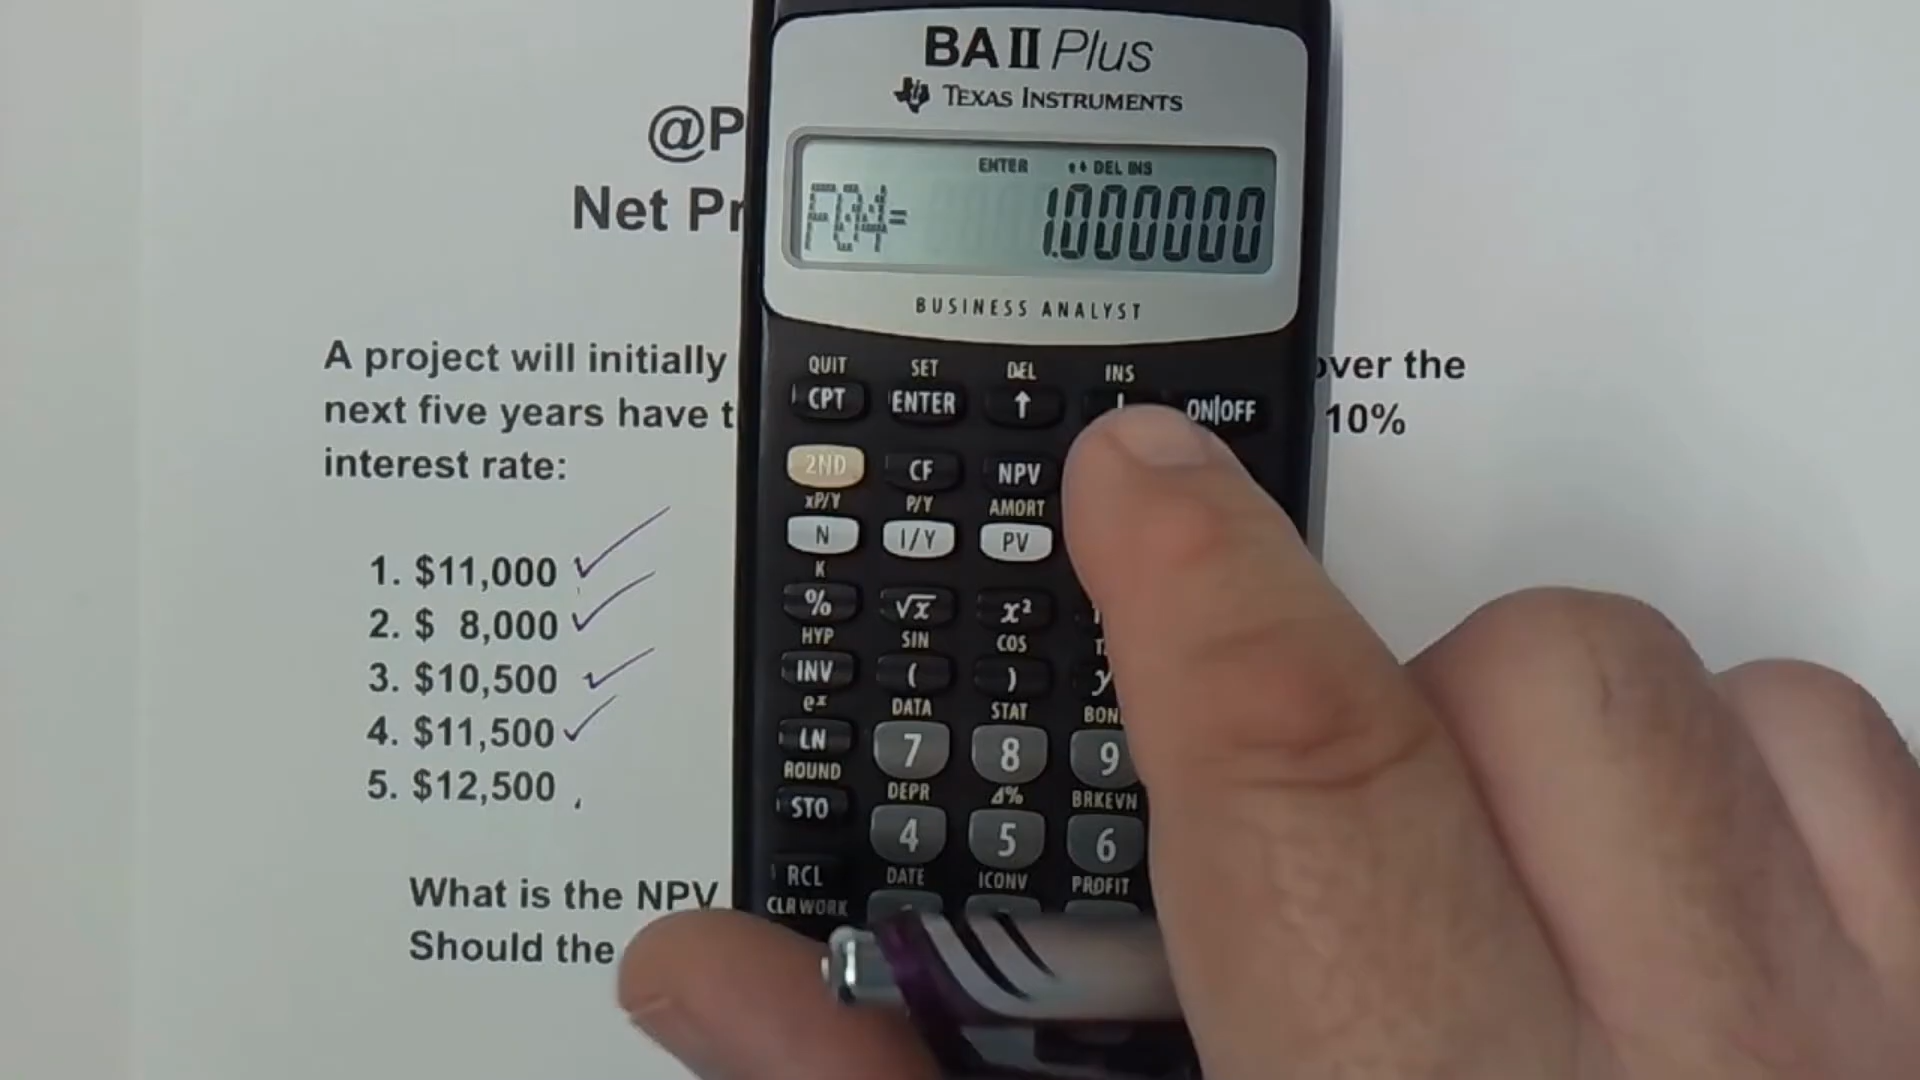 BA II Plus
TEXAS INSTRUMENTS
@P
Net Pr
ENTER DEL INS
F04= 1.000000
BUSINESS ANALYST
A project will initially
over the
next five years have t
10%
interest rate:
1. $11,000
2. $ 8,000
3. $10,500
4. $11,500
5. $12,500
What is the NPV
Should the
QUIT SET DEL INS
CPT ENTER ↑ ON|OFF
2ND CF NPV
xP/Y P/Y AMORT
N I/Y PV
K
% √x x²
HYP SIN COS
INV ( ) y
eˣ DATA STAT BON
LN 7 8 9
ROUND DEPR Δ% BRKEVN
STO 4 5 6
RCL DATE ICONV PROFIT
CLR WORK